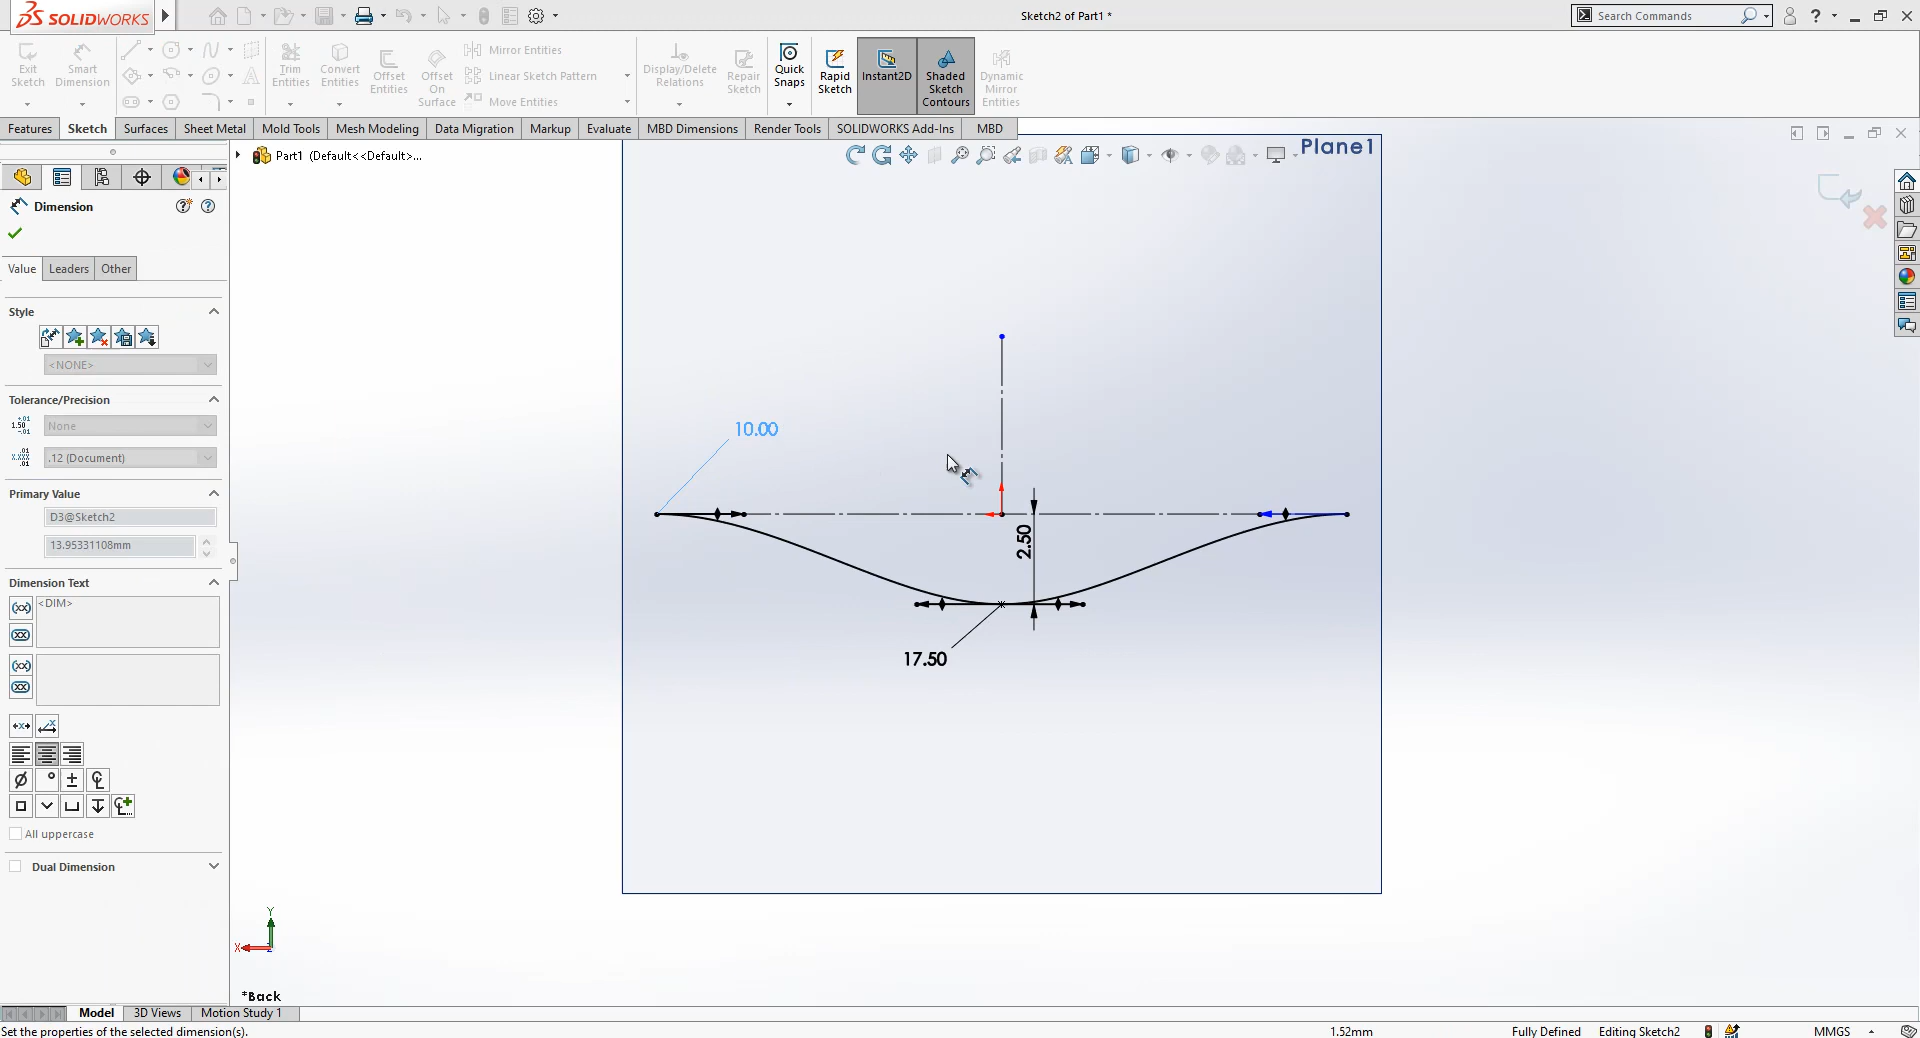 SOLIDWORKS
Sketch2 of Part1 *
Search Commands
Exit Sketch
Smart Dimension
Trim Entities
Convert Entities
Offset Entities
Offset On Surface
Mirror Entities
Linear Sketch Pattern
Move Entities
Display/Delete Relations
Repair Sketch
Quick Snaps
Rapid Sketch
Instant2D
Shaded Sketch Contours
Dynamic Mirror Entities
Features Sketch Surfaces Sheet Metal Mold Tools Mesh Modeling Data Migration Markup Evaluate MBD Dimensions Render Tools SOLIDWORKS Add-Ins MBD
Part1 (Default<<Default>...
Plane1
Dimension
Value Leaders Other
Style
<NONE>
Tolerance/Precision
None
.12 (Document)
Primary Value
D3@Sketch2
13.95331108mm
Dimension Text
<DIM>
All uppercase
Dual Dimension
10.00
2.50
17.50
Y
X
*Back
Model 3D Views Motion Study 1
Set the properties of the selected dimension(s).
1.52mm
Fully Defined
Editing Sketch2
MMGS